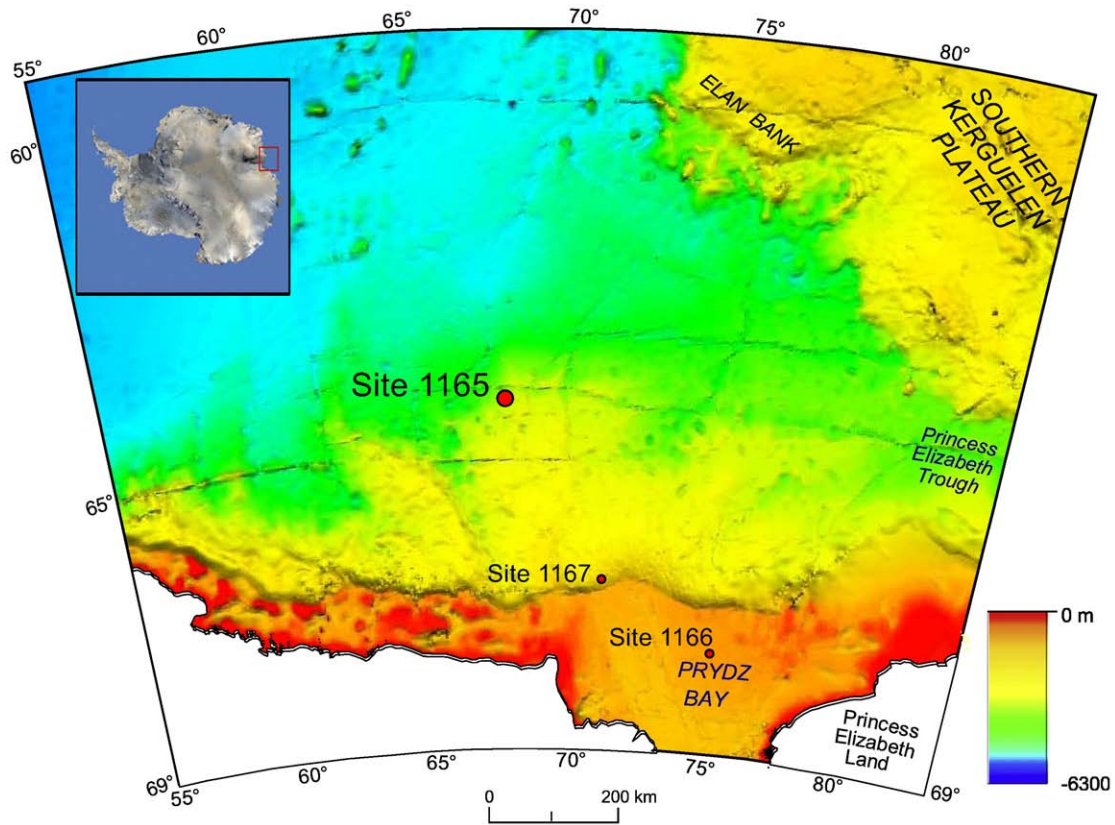 55°
60°
65°
70°
75°
80°
60°
65°
ELAN BANK
SOUTHERN
KERGUELEN
PLATEAU
Site 1165
Princess
Elizabeth
Trough
Site 1167
Site 1166
PRYDZ
BAY
Princess
Elizabeth
Land
0 m
-6300
69°
55°
60°
65°
70°
75°
80°
69°
0
200 km